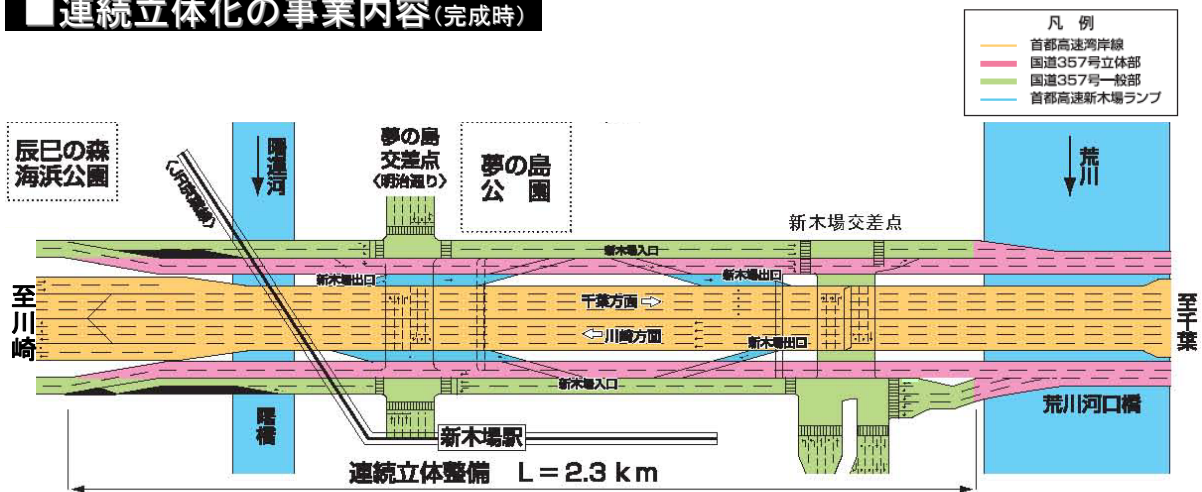 ■連続立体化の事業内容(完成時)
凡 例
首都高速湾岸線
国道357号立体部
国道357号一般部
首都高速新木場ランプ
辰巳の森
海浜公園
曙運河
夢の島
交差点
〈明治通り〉
夢の島
公 園
荒川
〈JR京葉線〉
新木場交差点
新木場入口
新木場出口
新木場出口
至川崎
千葉方面
至千葉
川崎方面
新木場出口
新木場入口
曙橋
新木場駅
荒川河口橋
連続立体整備 L=2.3km